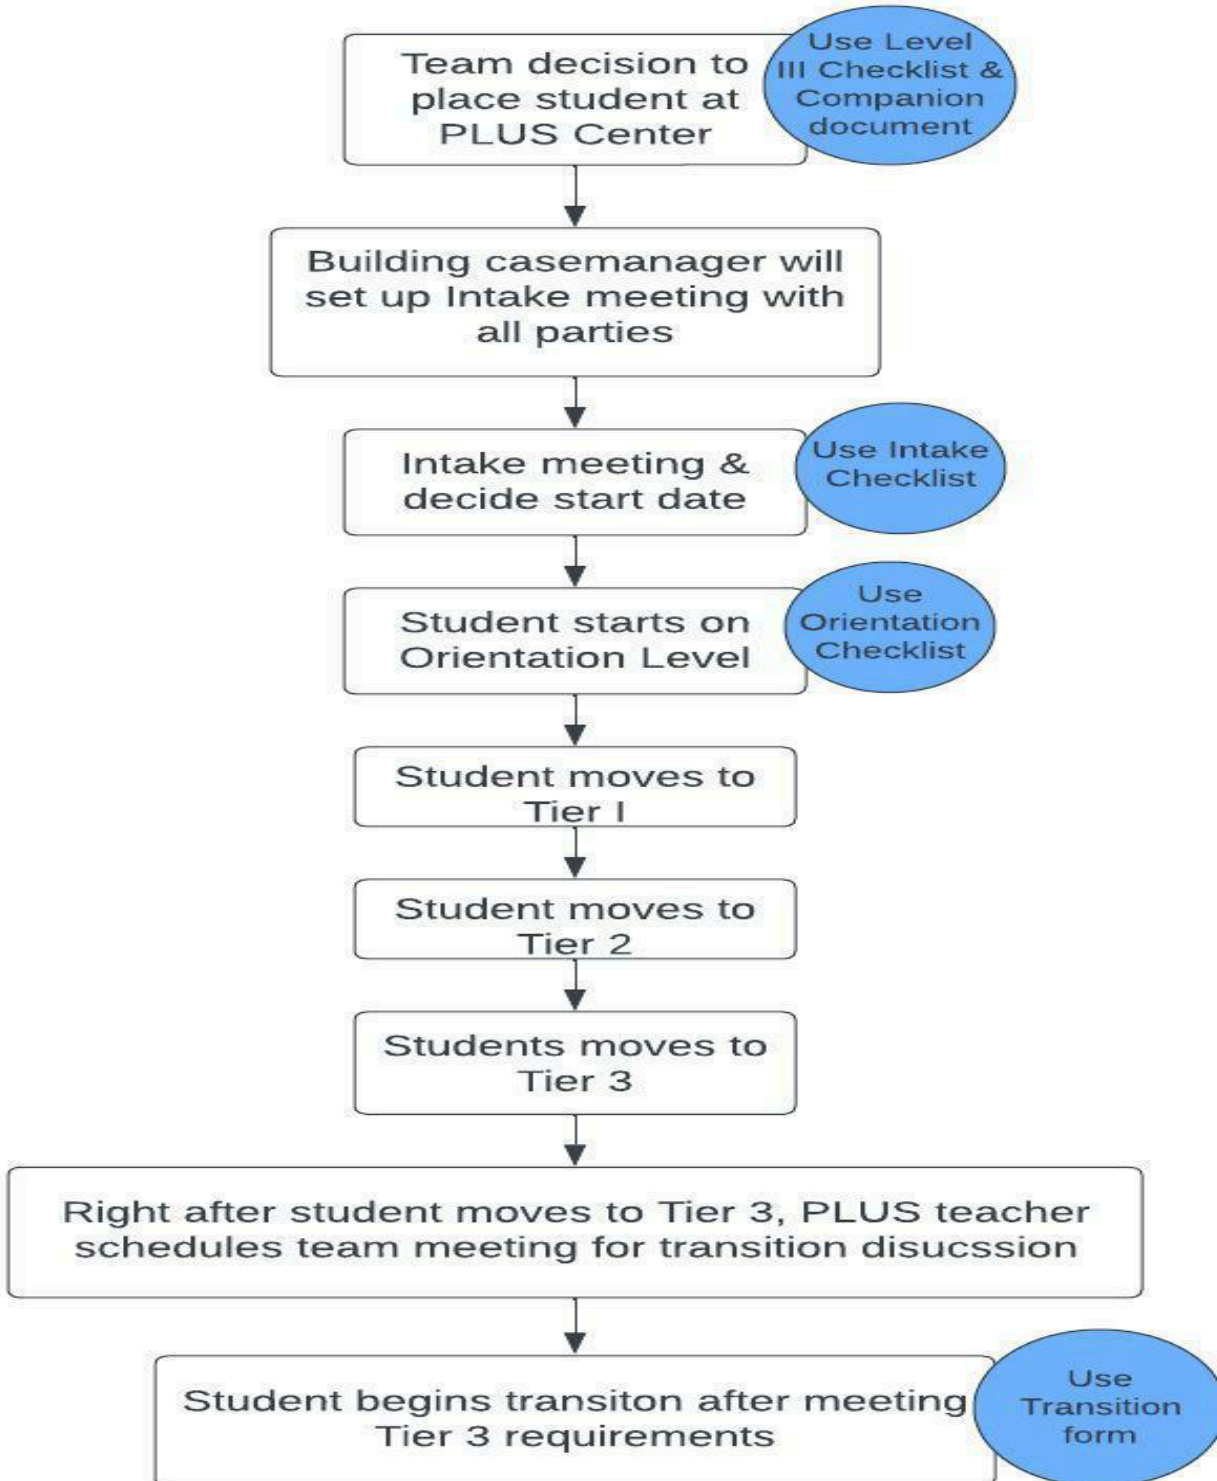 Team decision to
place student at
PLUS Center
Use Level
III Checklist &
Companion
document
Building casemanager will
set up Intake meeting with
all parties
Intake meeting &
decide start date
Use Intake
Checklist
Student starts on
Orientation Level
Use
Orientation
Checklist
Student moves to
Tier I
Student moves to
Tier 2
Students moves to
Tier 3
Right after student moves to Tier 3, PLUS teacher
schedules team meeting for transition disucssion
Student begins transiton after meeting
Tier 3 requirements
Use
Transition
form